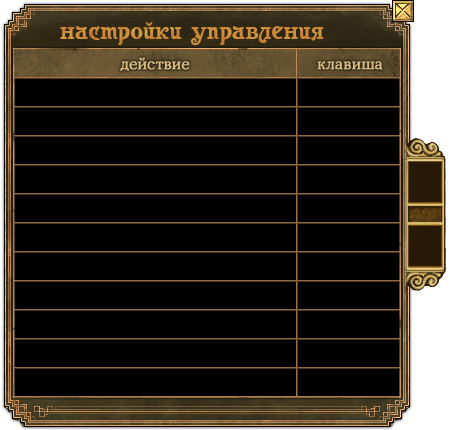 настройки управления
действие клавиша